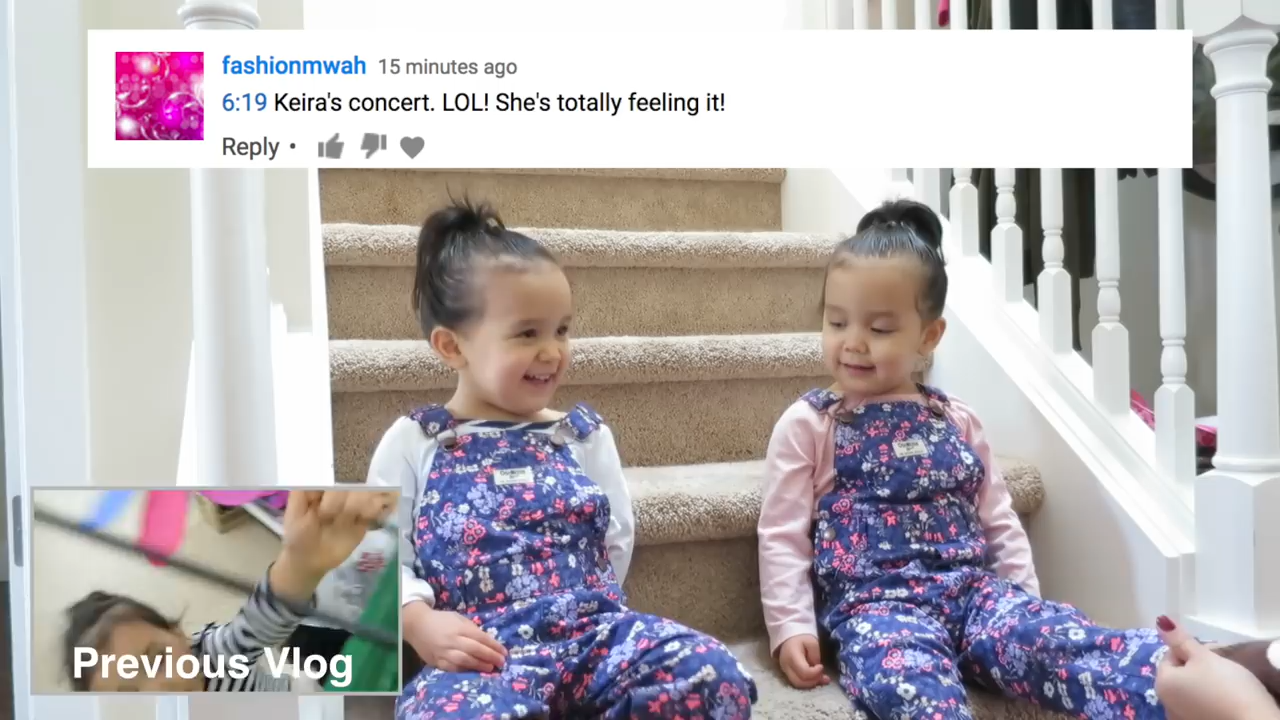 fashionmwah 15 minutes ago
6:19 Keira's concert. LOL! She's totally feeling it!
Reply •
Previous Vlog